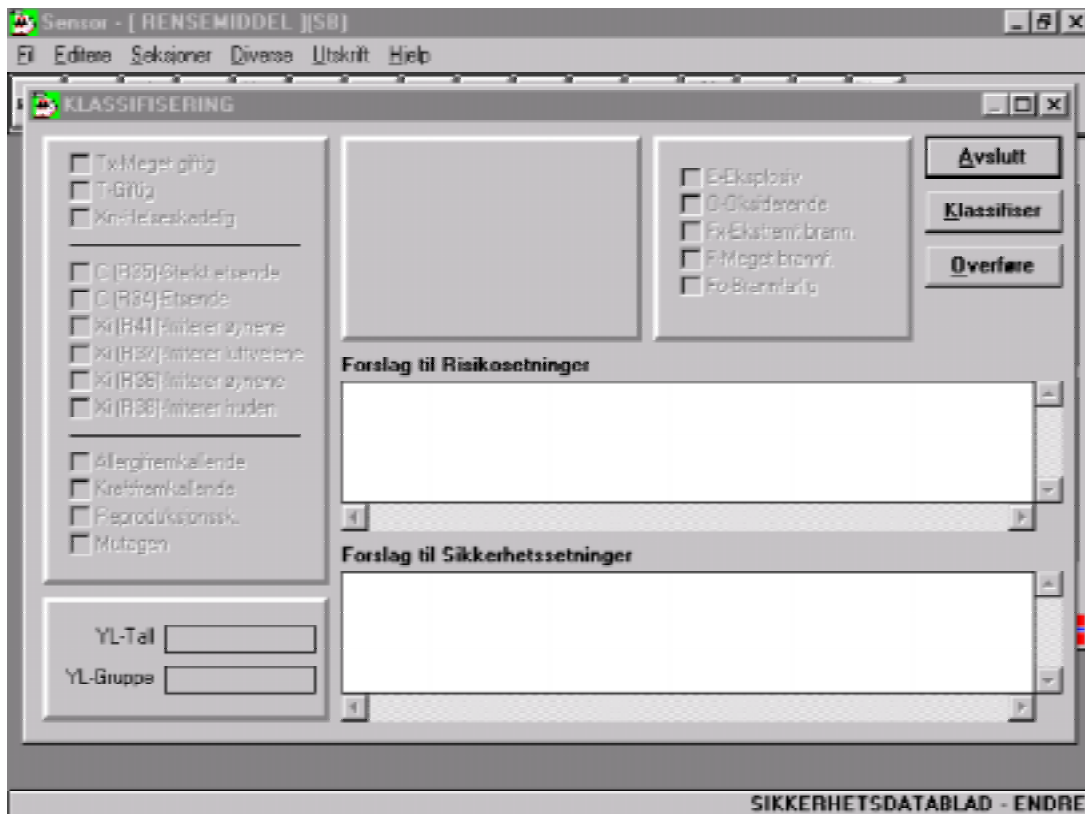 Sensor - [ RENSEMIDDEL ][SB]
Fil Editere Seksjoner Diverse Utskrift Hjelp
KLASSIFISERING
Tx-Meget giftig
T-Giftig
Xn-Helseskadelig
C (R35)-Sterkt etsende
C (R34)-Etsende
Xi (R41)-Irriterer øynene
Xi (R37)-Irriterer luftveiene
Xi (R36)-Irriterer øynene
Xi (R38)-Irriterer huden
Allergifremkallende
Kreftfremkallende
Reproduksjonssk.
Mutagen
YL-Tall
YL-Gruppe
E-Eksplosiv
O-Oksiderende
Fx-Ekstremt brann.
F-Meget brannf.
Fo-Brannfarlig
Avslutt
Klassifiser
Overføre
Forslag til Risikosetninger
Forslag til Sikkerhetssetninger
SIKKERHETSDATABLAD - ENDRE